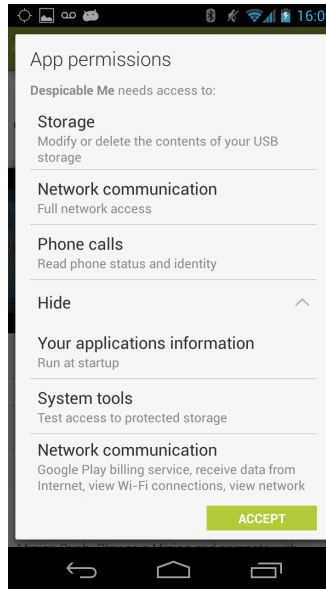 16:0
App permissions
Despicable Me needs access to:
Storage
Modify or delete the contents of your USB
storage
Network communication
Full network access
Phone calls
Read phone status and identity
Hide
Your applications information
Run at startup
System tools
Test access to protected storage
Network communication
Google Play billing service, receive data from
Internet, view Wi-Fi connections, view network
ACCEPT